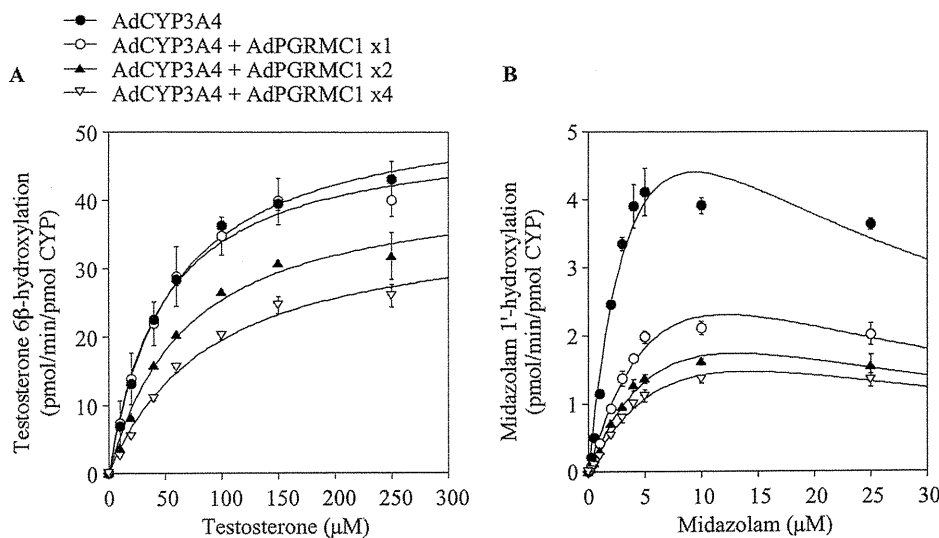 AdCYP3A4
AdCYP3A4 + AdPGRMC1 x1
AdCYP3A4 + AdPGRMC1 x2
AdCYP3A4 + AdPGRMC1 x4
A
Testosterone 6β-hydroxylation
(pmol/min/pmol CYP)
50
40
30
20
10
0
0 50 100 150 200 250 300
Testosterone (μM)
B
Midazolam 1'-hydroxylation
(pmol/min/pmol CYP)
5
4
3
2
1
0
0 5 10 15 20 25 30
Midazolam (μM)